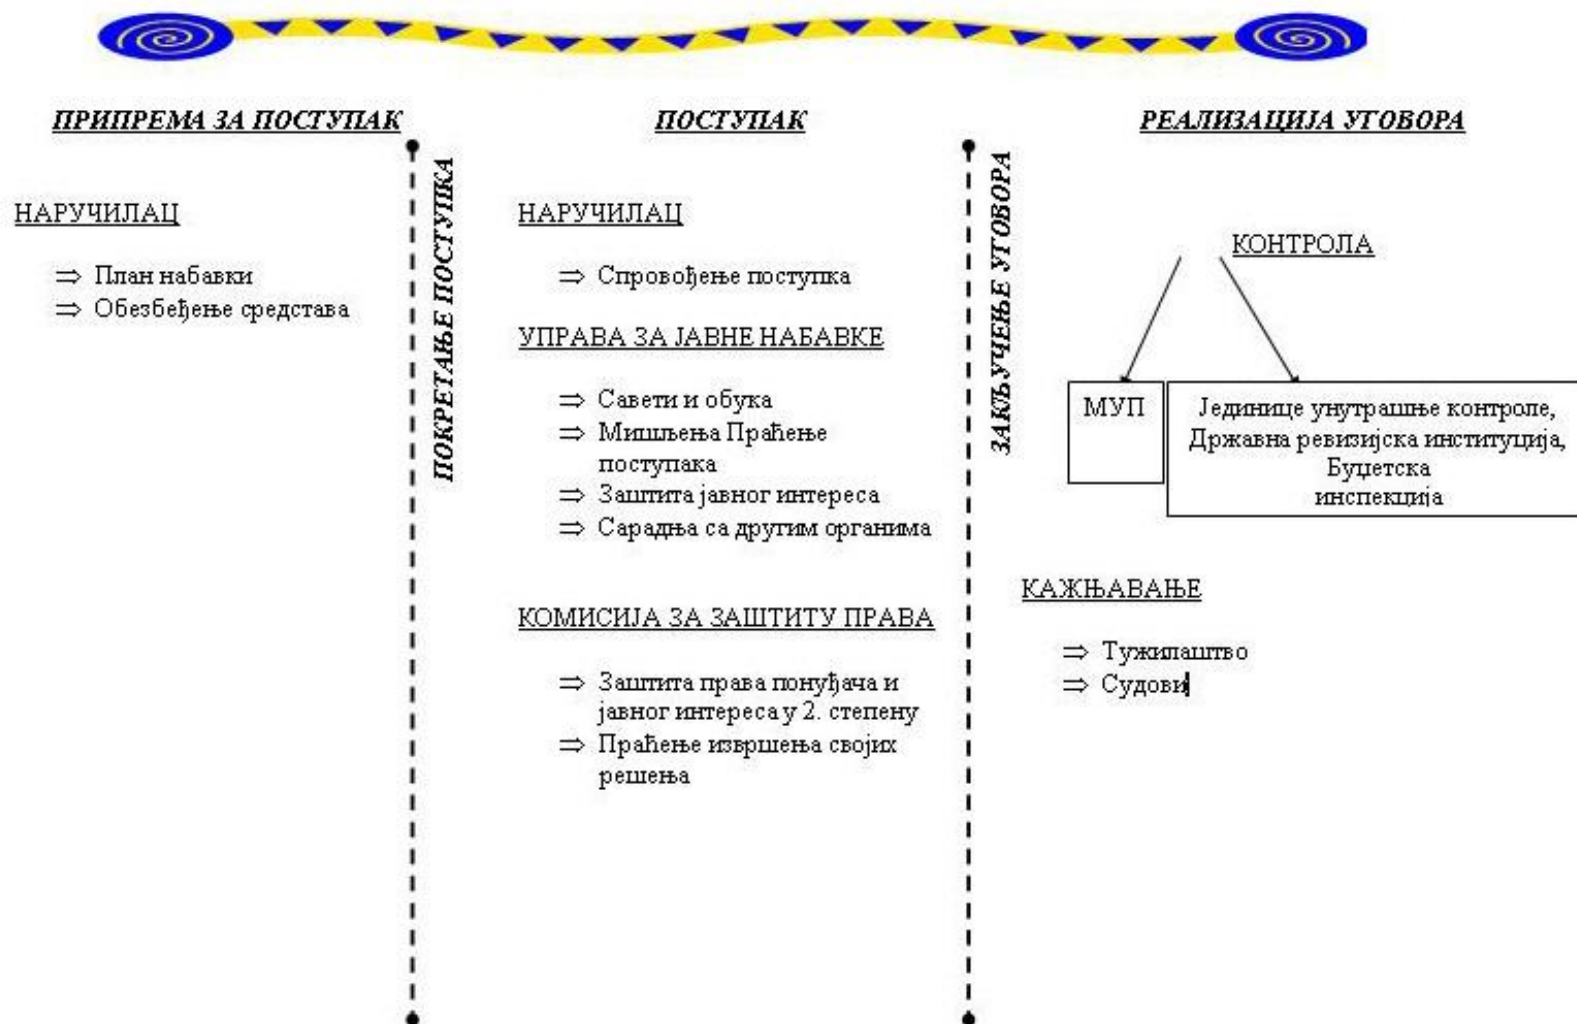 ПРИПРЕМА ЗА ПОСТУПАК
НАРУЧИЛАЦ
⇒ План набавки
⇒ Обезбеђење средстава
ПОКРЕТАЊЕ ПОСТУПКА
ПОСТУПАК
НАРУЧИЛАЦ
⇒ Спровођење поступка
УПРАВА ЗА ЈАВНЕ НАБАВКЕ
⇒ Савети и обука
⇒ Мишљења Праћење
поступака
⇒ Заштита јавног интереса
⇒ Сарадња са другим органима
КОМИСИЈА ЗА ЗАШТИТУ ПРАВА
⇒ Заштита права понуђача и
јавног интереса у 2. степену
⇒ Праћење извршења својих
решења
ЗАКЉУЧЕЊЕ УГОВОРА
РЕАЛИЗАЦИЈА УГОВОРА
КОНТРОЛА
МУП
Јединице унутрашње контроле,
Државна ревизијска институција,
Буџетска
инспекција
КАЖЊАВАЊЕ
⇒ Тужилаштво
⇒ Судови